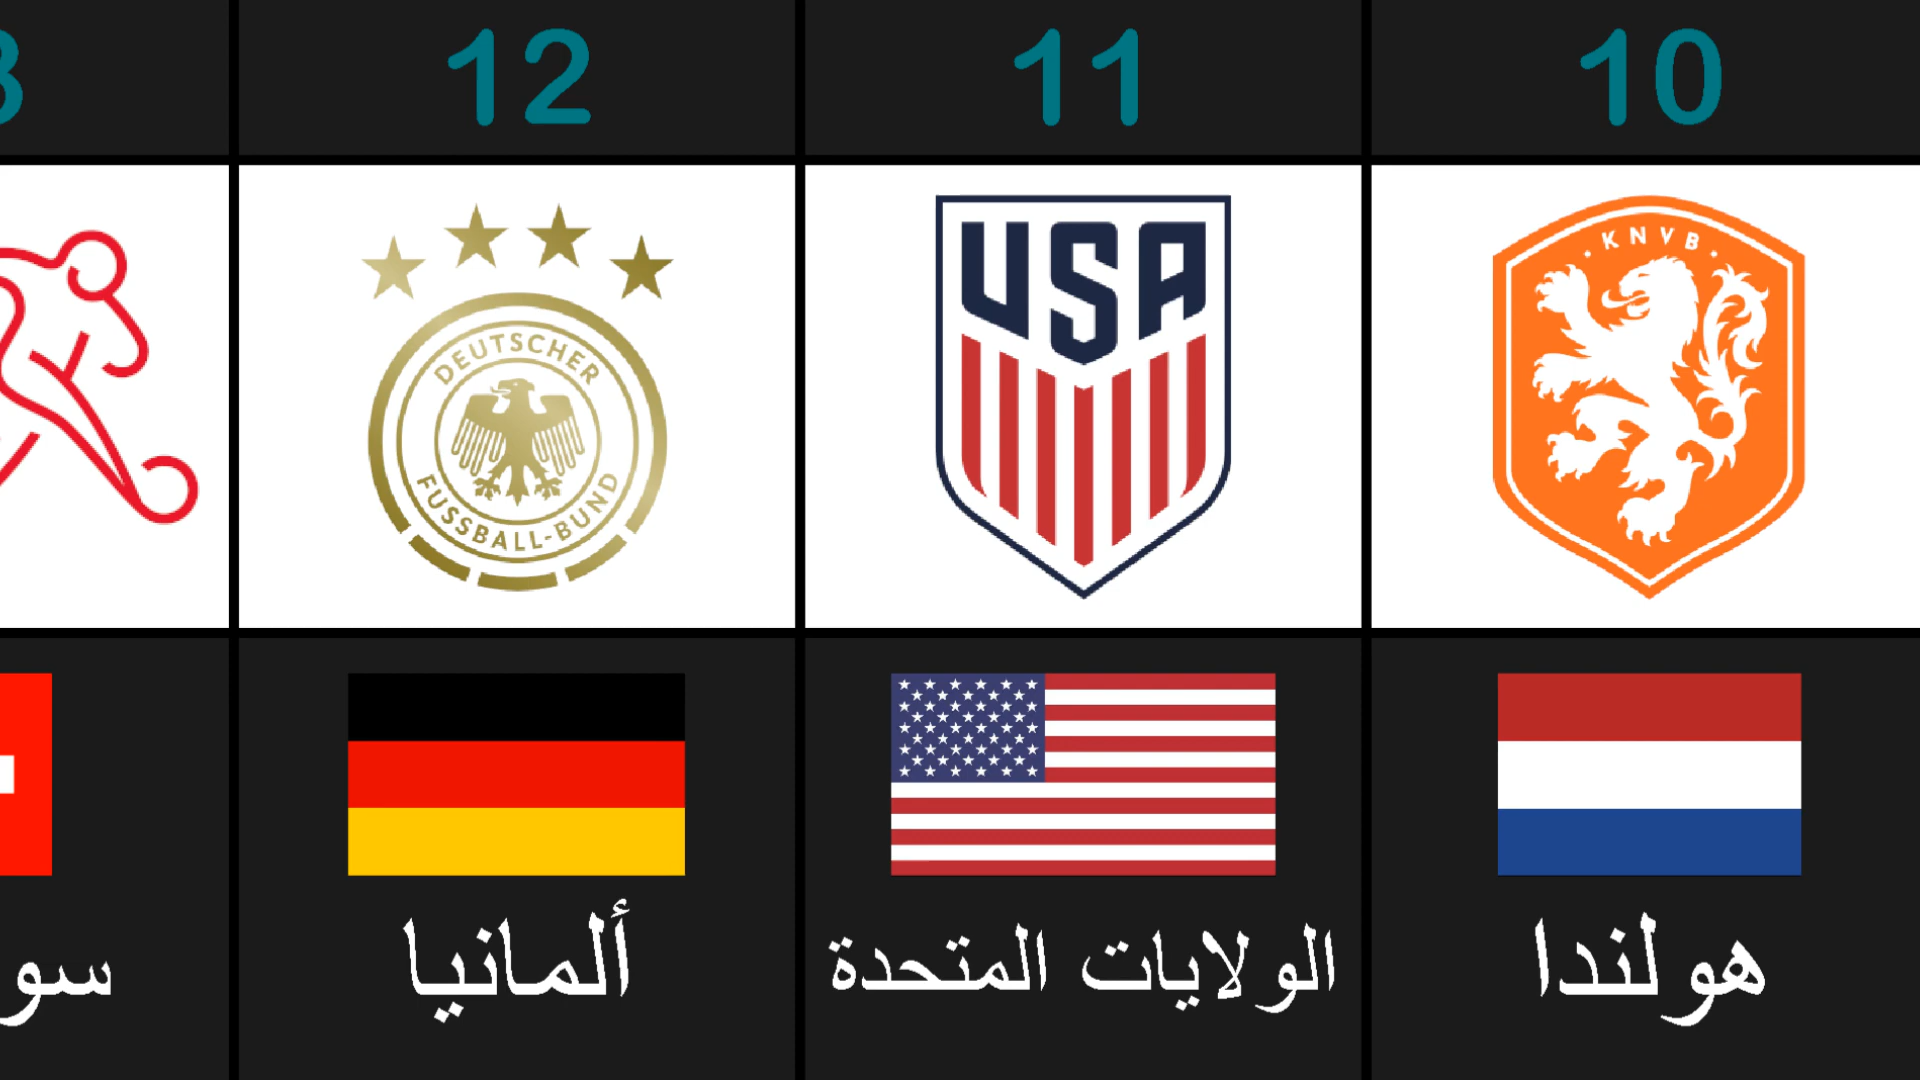 12
11
10
DEUTSCHER
FUSSBALL-BUND
USA
KNVB
ألمانيا
الولايات المتحدة
هولندا